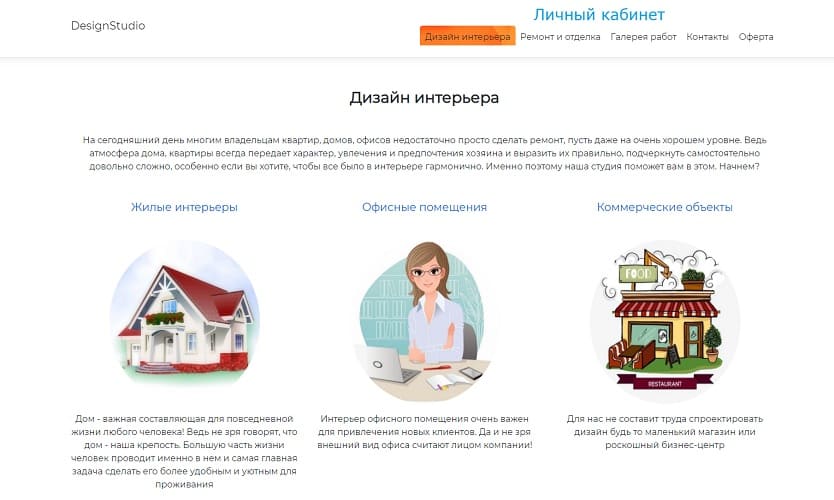 Личный кабинет
DesignStudio
Дизайн интерьера Ремонт и отделка Галерея работ Контакты Оферта
Дизайн интерьера
На сегодняшний день многим владельцам квартир, домов, офисов недостаточно просто сделать ремонт, пусть даже на очень хорошем уровне. Ведь
атмосфера дома, квартиры всегда передает характер, увлечения и предпочтения хозяина и выразить их правильно, подчеркнуть самостоятельно
довольно сложно, особенно если вы хотите, чтобы все было в интерьере гармонично. Именно поэтому наша студия поможет вам в этом. Начнем?
Жилые интерьеры
Офисные помещения
Коммерческие объекты
FOOD
RESTAURANT
Дом - важная составляющая для повседневной
жизни любого человека! Ведь не зря говорят, что
дом - наша крепость. Большую часть жизни
человек проводит именно в нем и самая главная
задача сделать его более удобным и уютным для
проживания
Интерьер офисного помещения очень важен
для привлечения новых клиентов. Да и не зря
внешний вид офиса считают лицом компании!
Для нас не составит труда спроектировать
дизайн будь то маленький магазин или
роскошный бизнес-центр